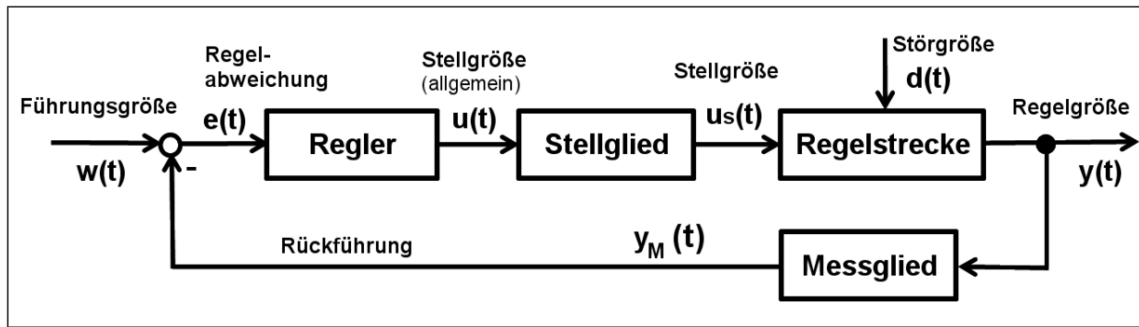 Regel-
abweichung
Führungsgröße
w(t)
e(t)
-
Regler
Stellgröße
(allgemein)
u(t)
Stellglied
Stellgröße
us(t)
Störgröße
d(t)
Regelstrecke
Regelgröße
y(t)
Rückführung
yM (t)
Messglied